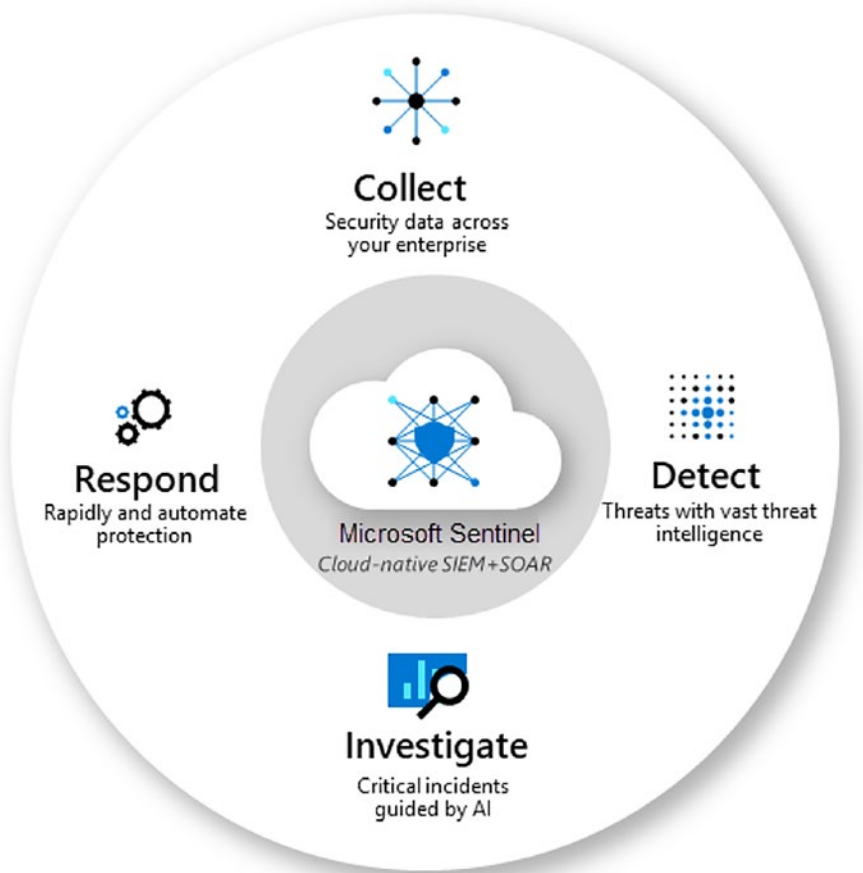 Collect
Security data across
your enterprise
Respond
Rapidly and automate
protection
Microsoft Sentinel
Cloud-native SIEM+SOAR
Detect
Threats with vast threat
intelligence
Investigate
Critical incidents
guided by AI